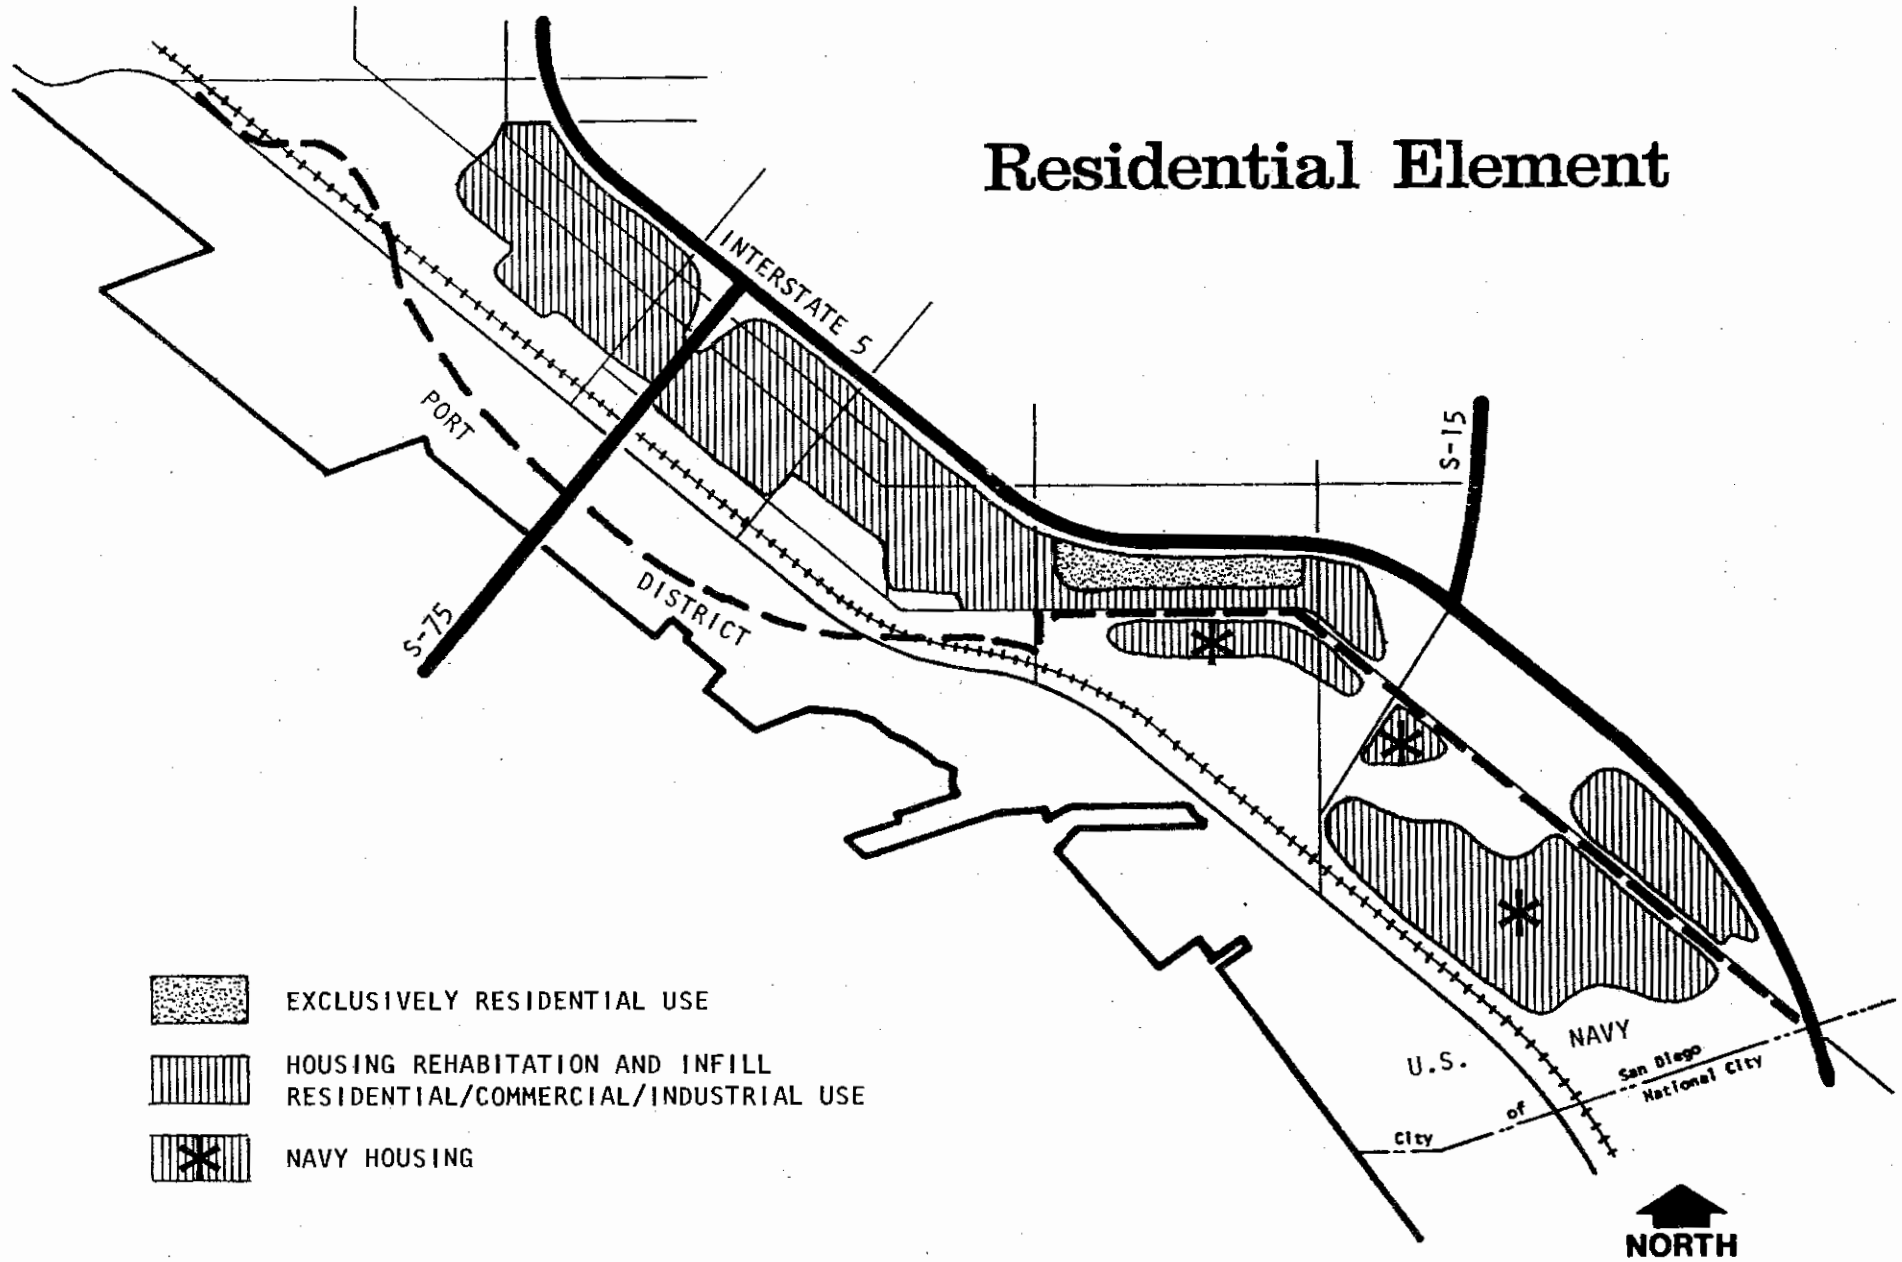 Residential Element
INTERSTATE 5
S-15
PORT
DISTRICT
S-75
EXCLUSIVELY RESIDENTIAL USE
HOUSING REHABITATION AND INFILL
RESIDENTIAL/COMMERCIAL/INDUSTRIAL USE
NAVY HOUSING
U.S. NAVY
San Diego
City of
National City
NORTH